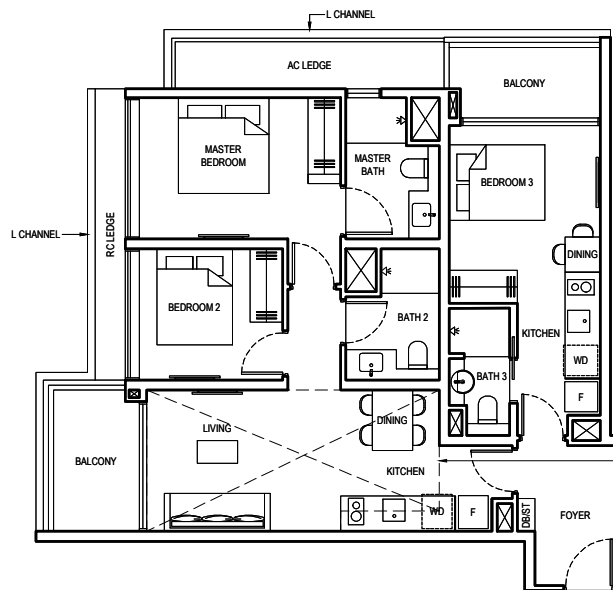 L CHANNEL
AC LEDGE
BALCONY
MASTER
BEDROOM
MASTER
BATH
BEDROOM 3
L CHANNEL
RC LEDGE
DINING
BEDROOM 2
BATH 2
KITCHEN
WD
BATH 3
F
LIVING
DINING
BALCONY
KITCHEN
WD
F
DB/ST
FOYER